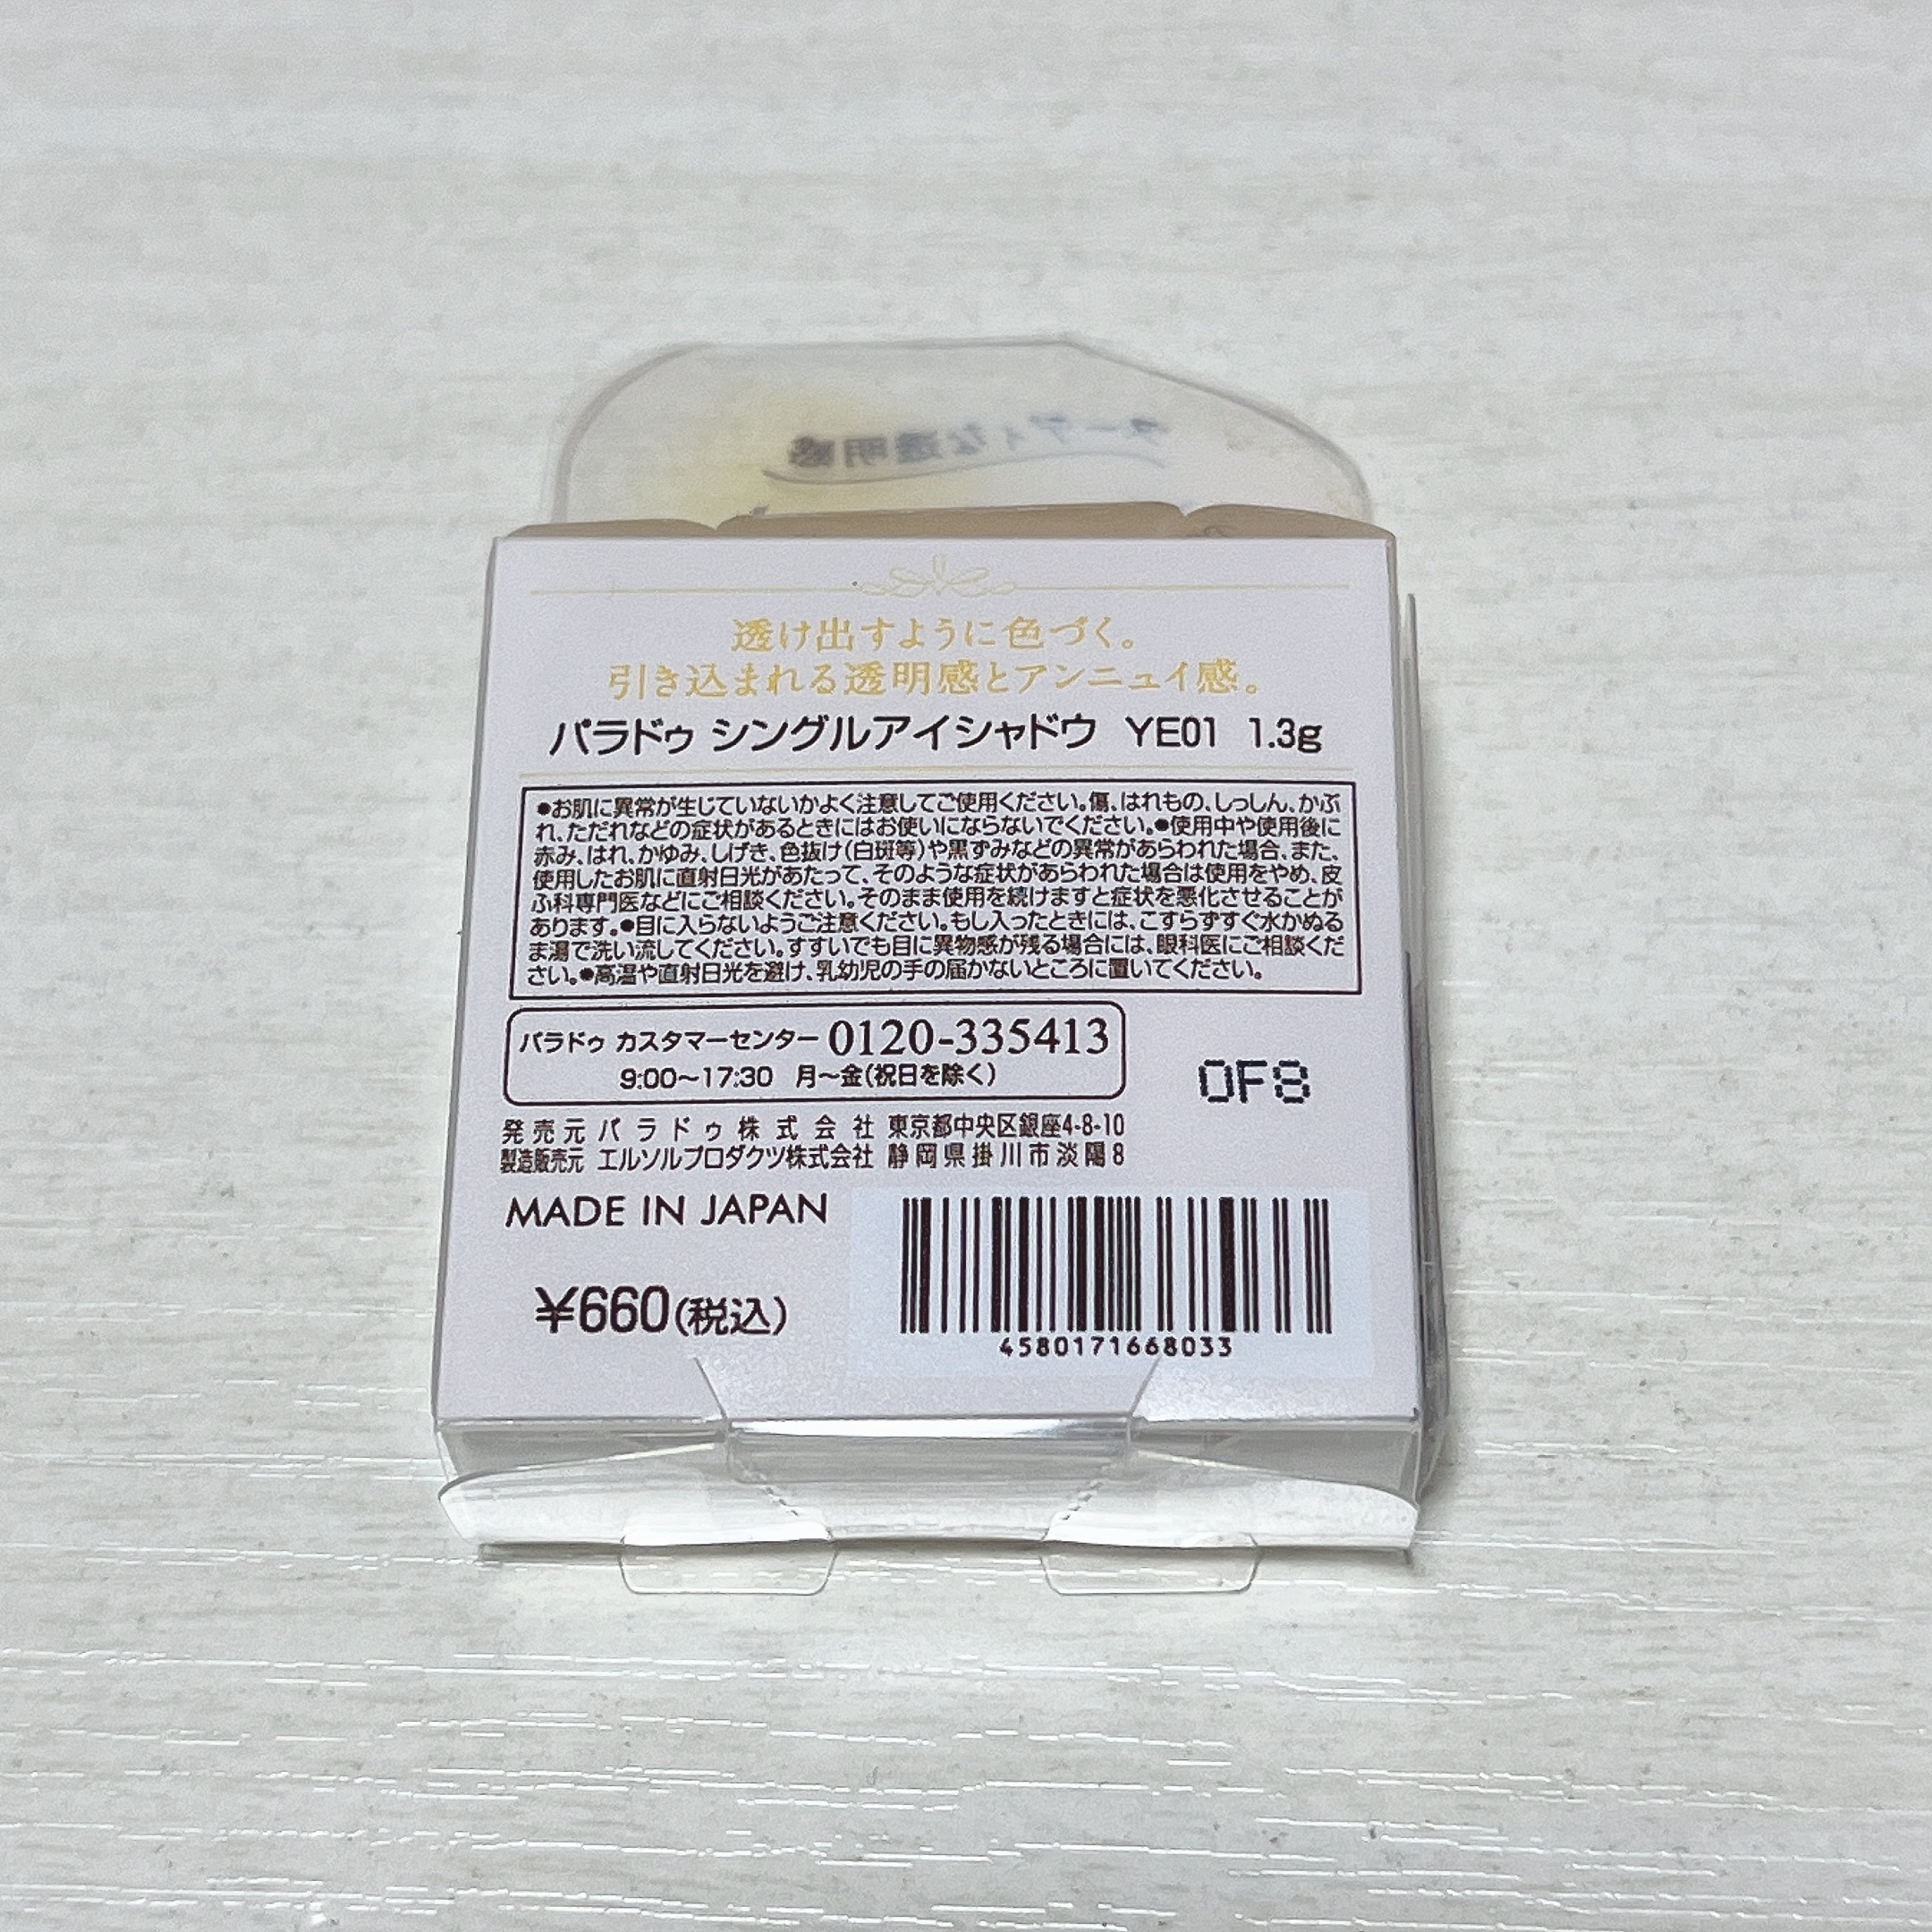 ヌーディな透明感
透け出すように色づく。
引き込まれる透明感とアンニュイ感。
パラドゥ シングルアイシャドウ YE01 1.3g
●お肌に異常が生じていないかよく注意してご使用ください。傷、はれもの、しっしん、かぶ
れ、ただれなどの症状があるときにはお使いにならないでください。●使用中や使用後に
赤み、はれ、かゆみ、しげき、色抜け(白斑等)や黒ずみなどの異常があらわれた場合、また、
使用したお肌に直射日光があたって、そのような症状があらわれた場合は使用をやめ、皮
ふ科専門医などにご相談ください。そのまま使用を続けますと症状を悪化させることが
あります。●目に入らないようご注意ください。もし入ったときには、こすらずすぐ水かぬる
ま湯で洗い流してください。すすいでも目に異物感が残る場合には、眼科医にご相談くだ
さい。●高温や直射日光を避け、乳幼児の手の届かないところに置いてください。
パラドゥ カスタマーセンター 0120-335413
9:00～17:30 月～金(祝日を除く)
0F8
発売元 パラドゥ株式会社 東京都中央区銀座4-8-10
製造販売元 エルソルプロダクツ株式会社 静岡県掛川市淡陽8
MADE IN JAPAN
¥660(税込)
4580171668033